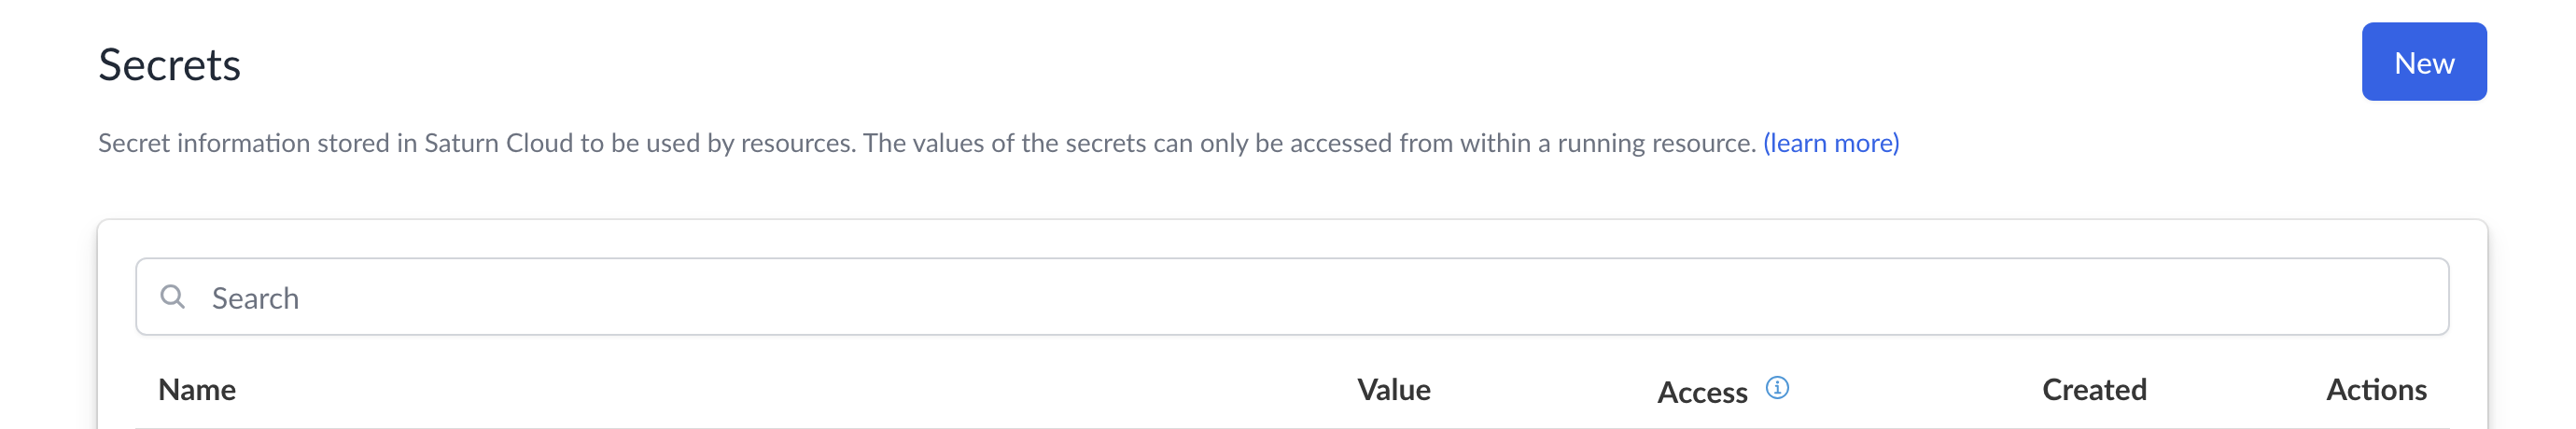 Secrets
New
Secret information stored in Saturn Cloud to be used by resources. The values of the secrets can only be accessed from within a running resource. (learn more)
Search
Name Value Access Created Actions